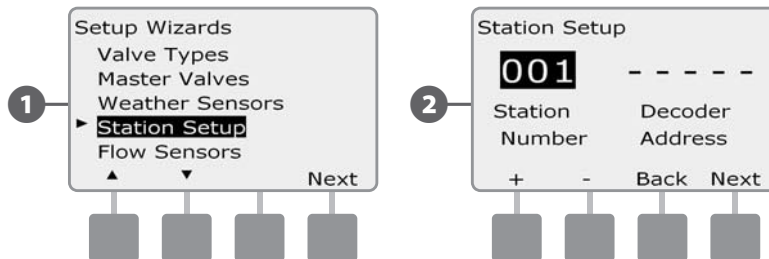 1
Setup Wizards
Valve Types
Master Valves
Weather Sensors
► Station Setup
Flow Sensors
▲ ▼ Next
2
Station Setup
001 - - - - -
Station Decoder
Number Address
+ - Back Next